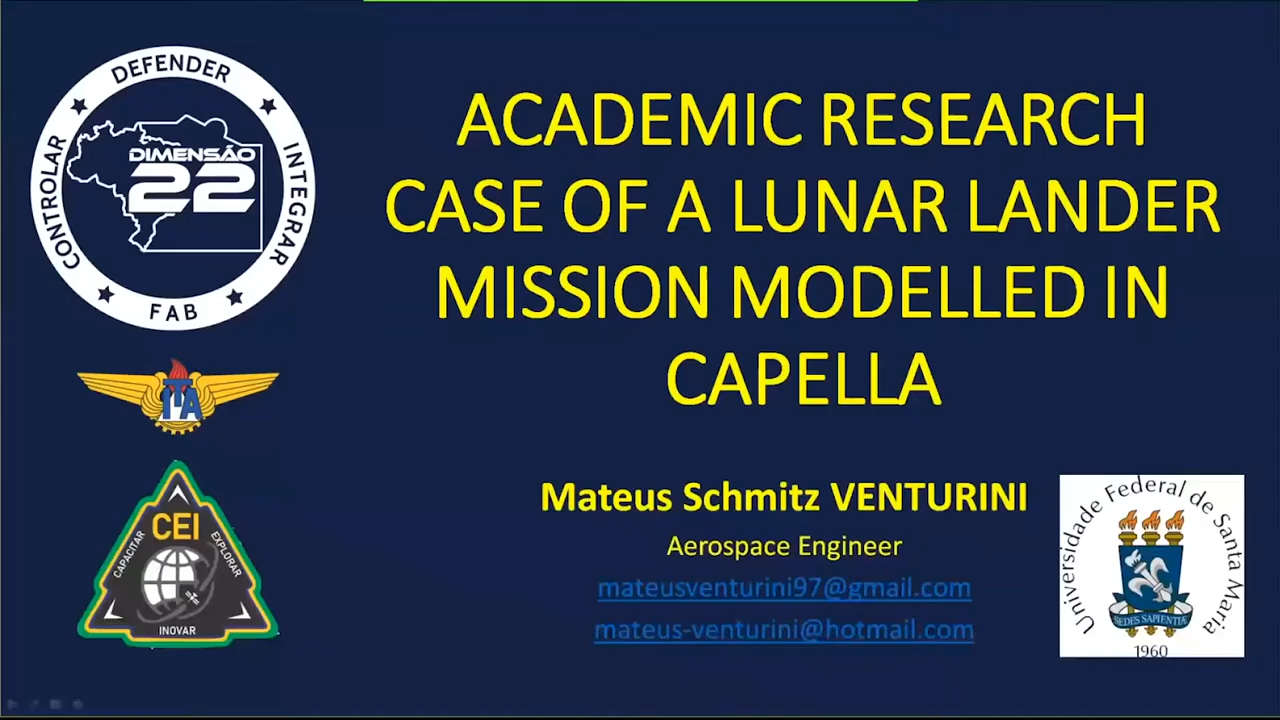 DEFENDER
CONTROLAR
INTEGRAR
DIMENSÃO
22
FAB
ITA
CEI
CAPACITAR
EXPLORAR
INOVAR
ACADEMIC RESEARCH
CASE OF A LUNAR LANDER
MISSION MODELLED IN
CAPELLA
Mateus Schmitz VENTURINI
Aerospace Engineer
mateusventurini97@gmail.com
mateus-venturini@hotmail.com
Universidade Federal de Santa Maria
SEDES SAPIENTIÆ
1960